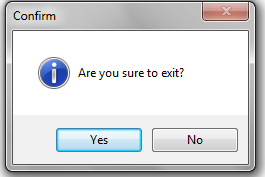 Confirm
Are you sure to exit?
Yes
No